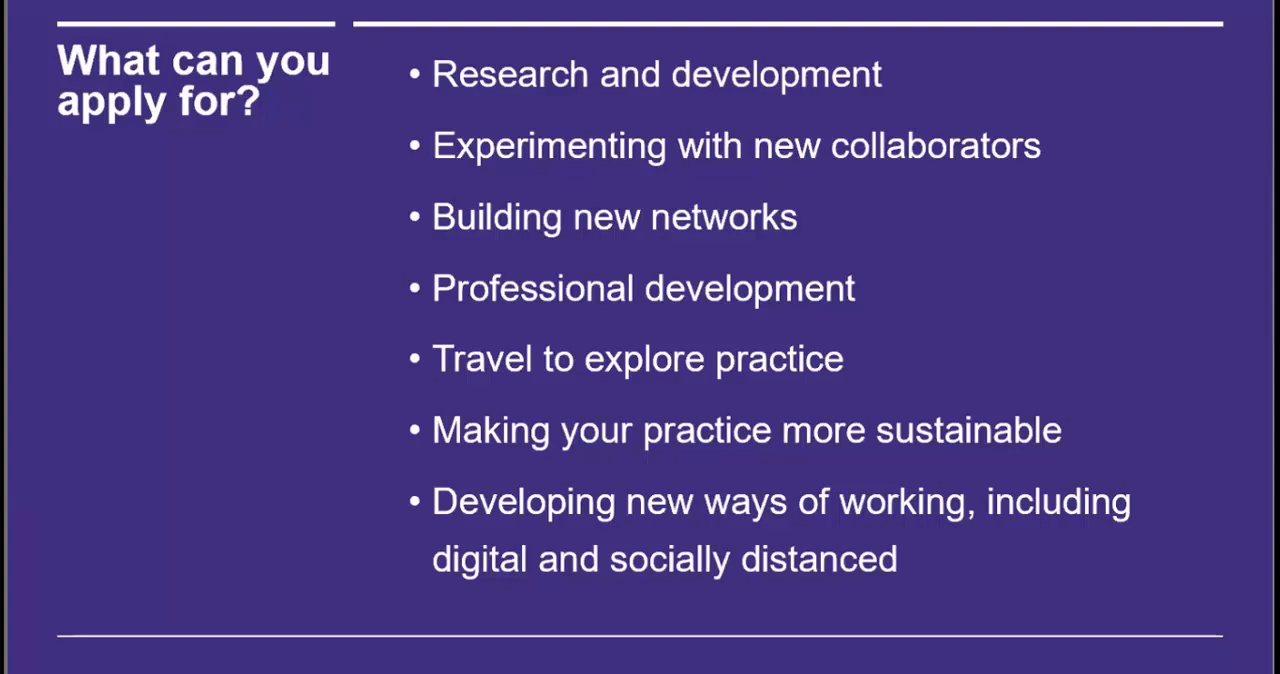 What can you
apply for?
• Research and development
• Experimenting with new collaborators
• Building new networks
• Professional development
• Travel to explore practice
• Making your practice more sustainable
• Developing new ways of working, including
digital and socially distanced